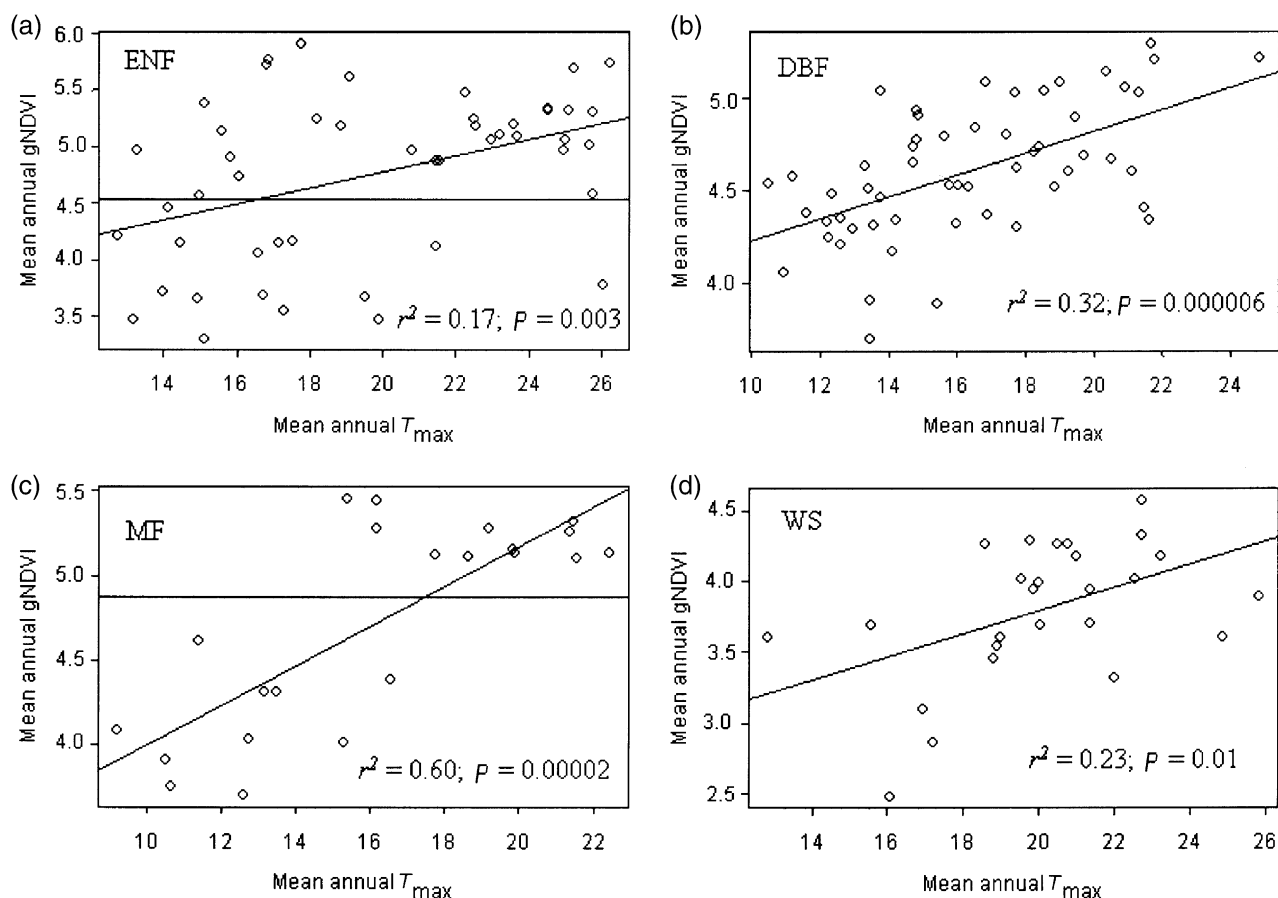 (a)
ENF
Mean annual gNDVI
6.0
5.5
5.0
4.5
4.0
3.5
r² = 0.17; P = 0.003
14 16 18 20 22 24 26
Mean annual Tmax
(b)
DBF
Mean annual gNDVI
5.0
4.5
4.0
r² = 0.32; P = 0.000006
10 12 14 16 18 20 22 24
Mean annual Tmax
(c)
MF
Mean annual gNDVI
5.5
5.0
4.5
4.0
r² = 0.60; P = 0.00002
10 12 14 16 18 20 22
Mean annual Tmax
(d)
WS
Mean annual gNDVI
4.5
4.0
3.5
3.0
2.5
r² = 0.23; P = 0.01
14 16 18 20 22 24 26
Mean annual Tmax